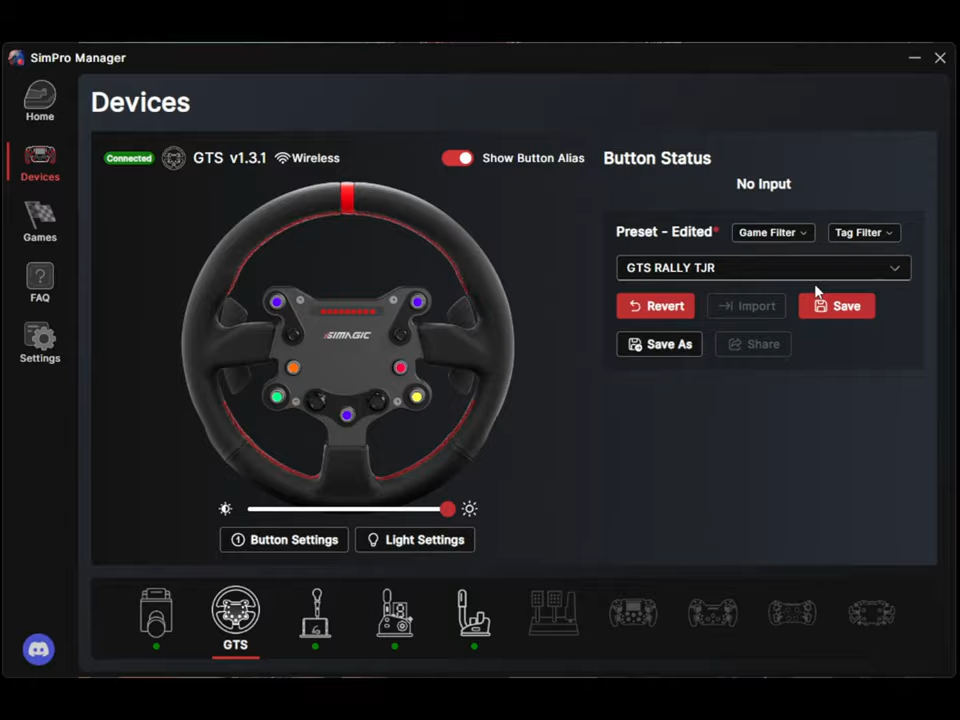 SimPro Manager
Home
Devices
Games
FAQ
Settings
Devices
Connected GTS v1.3.1 Wireless
Show Button Alias
SIMAGIC
Button Settings
Light Settings
Button Status
No Input
Preset - Edited*
Game Filter
Tag Filter
GTS RALLY TJR
Revert
Import
Save
Save As
Share
GTS